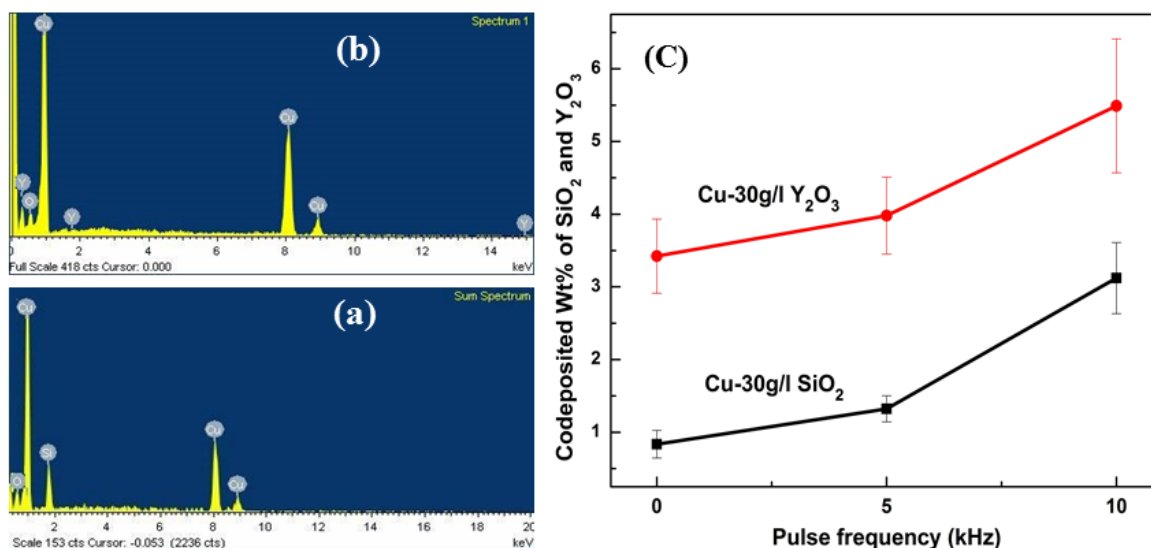 Spectrum 1
(b)
Cu
Cu
Y
O
Y
Cu
Y
0 2 4 6 8 10 12 14
Full Scale 418 cts Cursor: 0.000 keV
Sum Spectrum
(a)
Cu
Cu
Si
O
Cu
2 4 6 8 10 12 14 16 18 20
Scale 153 cts Cursor: -0.053 (2236 cts) keV
(C)
Codeposited Wt% of SiO₂ and Y₂O₃
6
5
4
3
2
1
Cu-30g/l Y₂O₃
Cu-30g/l SiO₂
0 5 10
Pulse frequency (kHz)